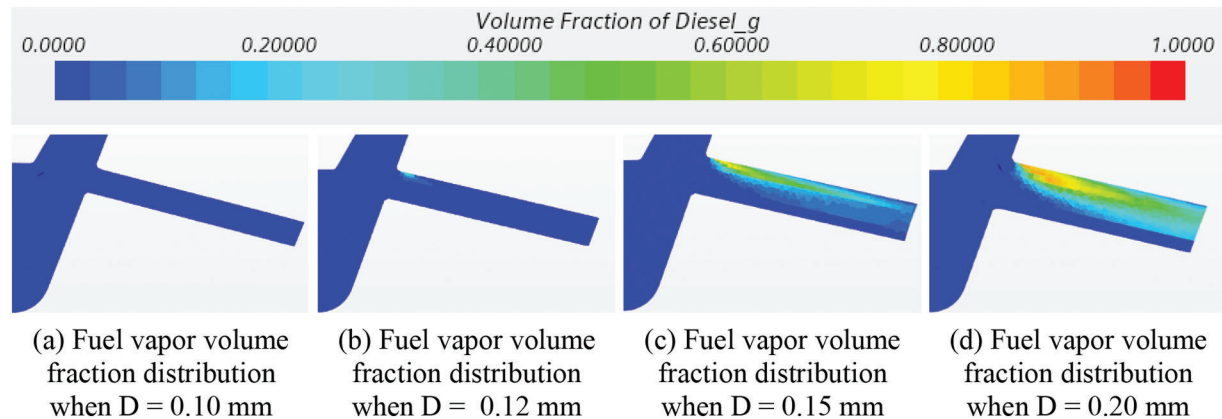 Volume Fraction of Diesel_g
0.0000 0.20000 0.40000 0.60000 0.80000 1.0000
(a) Fuel vapor volume
fraction distribution
when D = 0.10 mm
(b) Fuel vapor volume
fraction distribution
when D = 0.12 mm
(c) Fuel vapor volume
fraction distribution
when D = 0.15 mm
(d) Fuel vapor volume
fraction distribution
when D = 0.20 mm